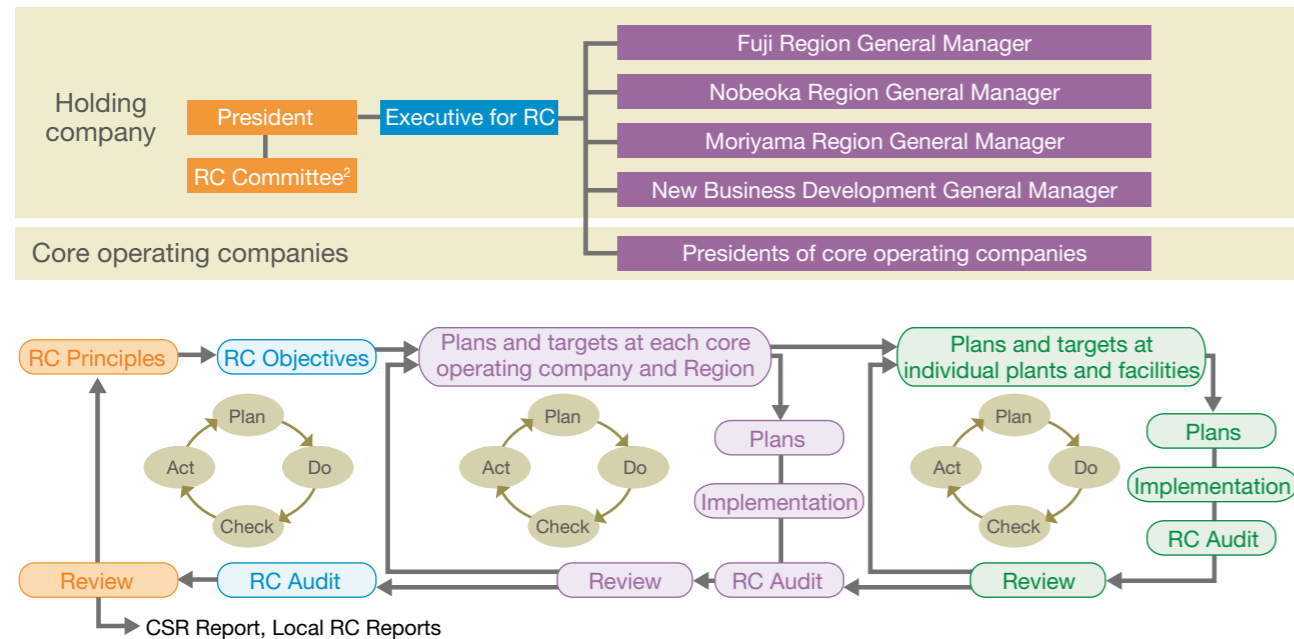 Holding
company
President
RC Committee²
Executive for RC
Fuji Region General Manager
Nobeoka Region General Manager
Moriyama Region General Manager
New Business Development General Manager
Core operating companies
Presidents of core operating companies
RC Principles
RC Objectives
Plans and targets at each core
operating company and Region
Plans and targets at
individual plants and facilities
Plan
Do
Check
Act
Plan
Do
Check
Act
Plans
Implementation
Plan
Do
Check
Act
Plans
Implementation
RC Audit
Review
RC Audit
Review
RC Audit
Review
CSR Report, Local RC Reports